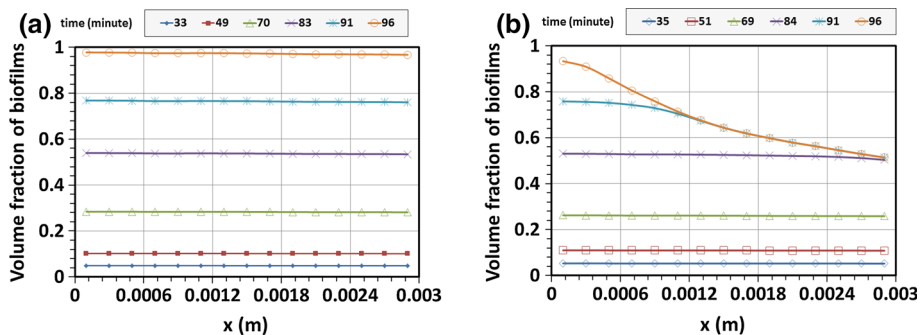 (a)
time (minute) 33 49 70 83 91 96
Volume fraction of biofilms
1
0.8
0.6
0.4
0.2
0
0 0.0006 0.0012 0.0018 0.0024 0.003
x (m)
(b)
time (minute) 35 51 69 84 91 96
Volume fraction of biofilms
1
0.8
0.6
0.4
0.2
0
0 0.0006 0.0012 0.0018 0.0024 0.003
x (m)